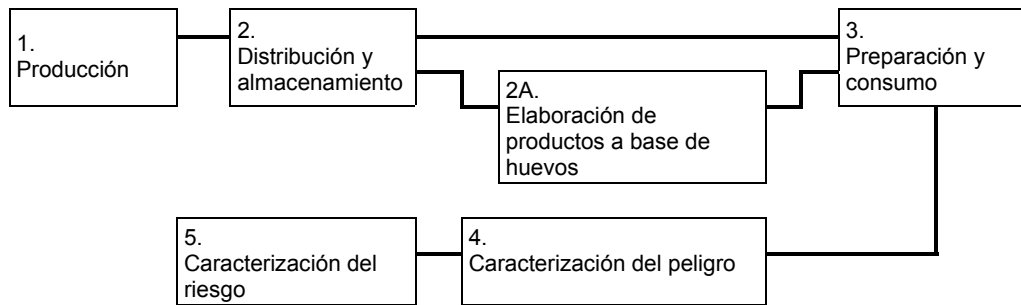 1.
Producción
2.
Distribución y
almacenamiento
3.
Preparación y
consumo
2A.
Elaboración de
productos a base de
huevos
5.
Caracterización del
riesgo
4.
Caracterización del peligro